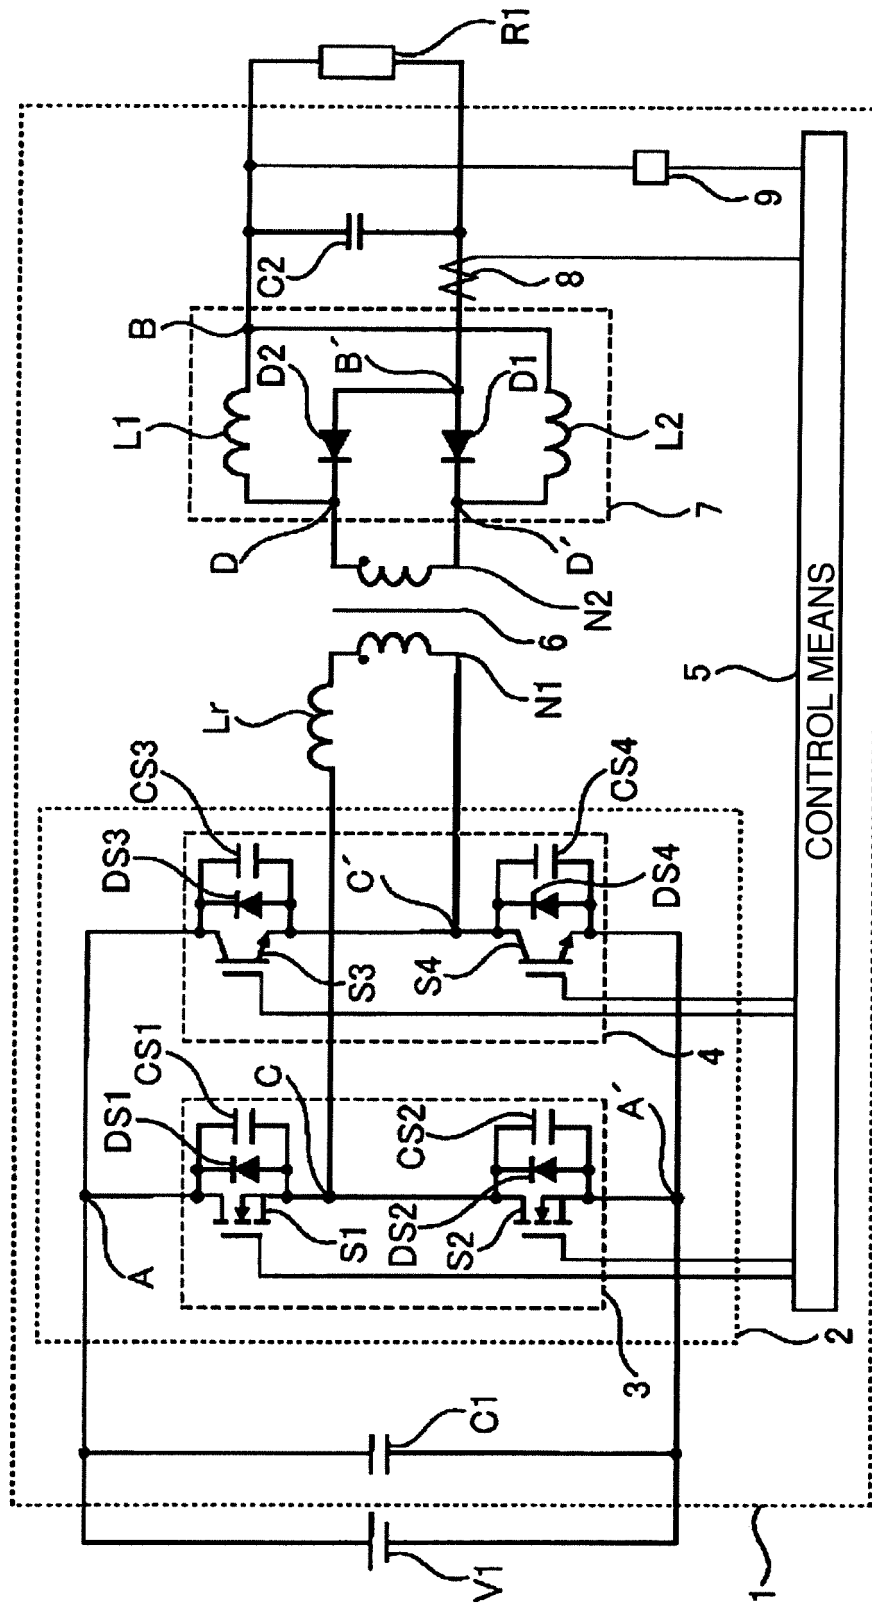 R1
C2
B
D2
B´
D1
L1
L2
8
9
7
D
D´
N2
6
N1
Lr
5
CONTROL MEANS
CS3
DS3
C´
CS4
DS4
S3
S4
4
CS1
DS1
C
CS2
DS2
S1
S2
A
A´
3
2
C1
V1
1